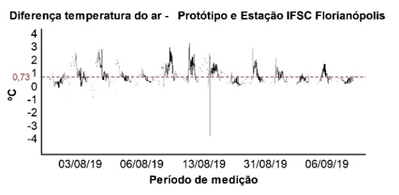 Diferença temperatura do ar - Protótipo e Estação IFSC Florianópolis
4
3
2
1
0,73
0
-1
-2
-3
-4
ºC
03/08/19 06/08/19 13/08/19 31/08/19 06/09/19
Período de medição